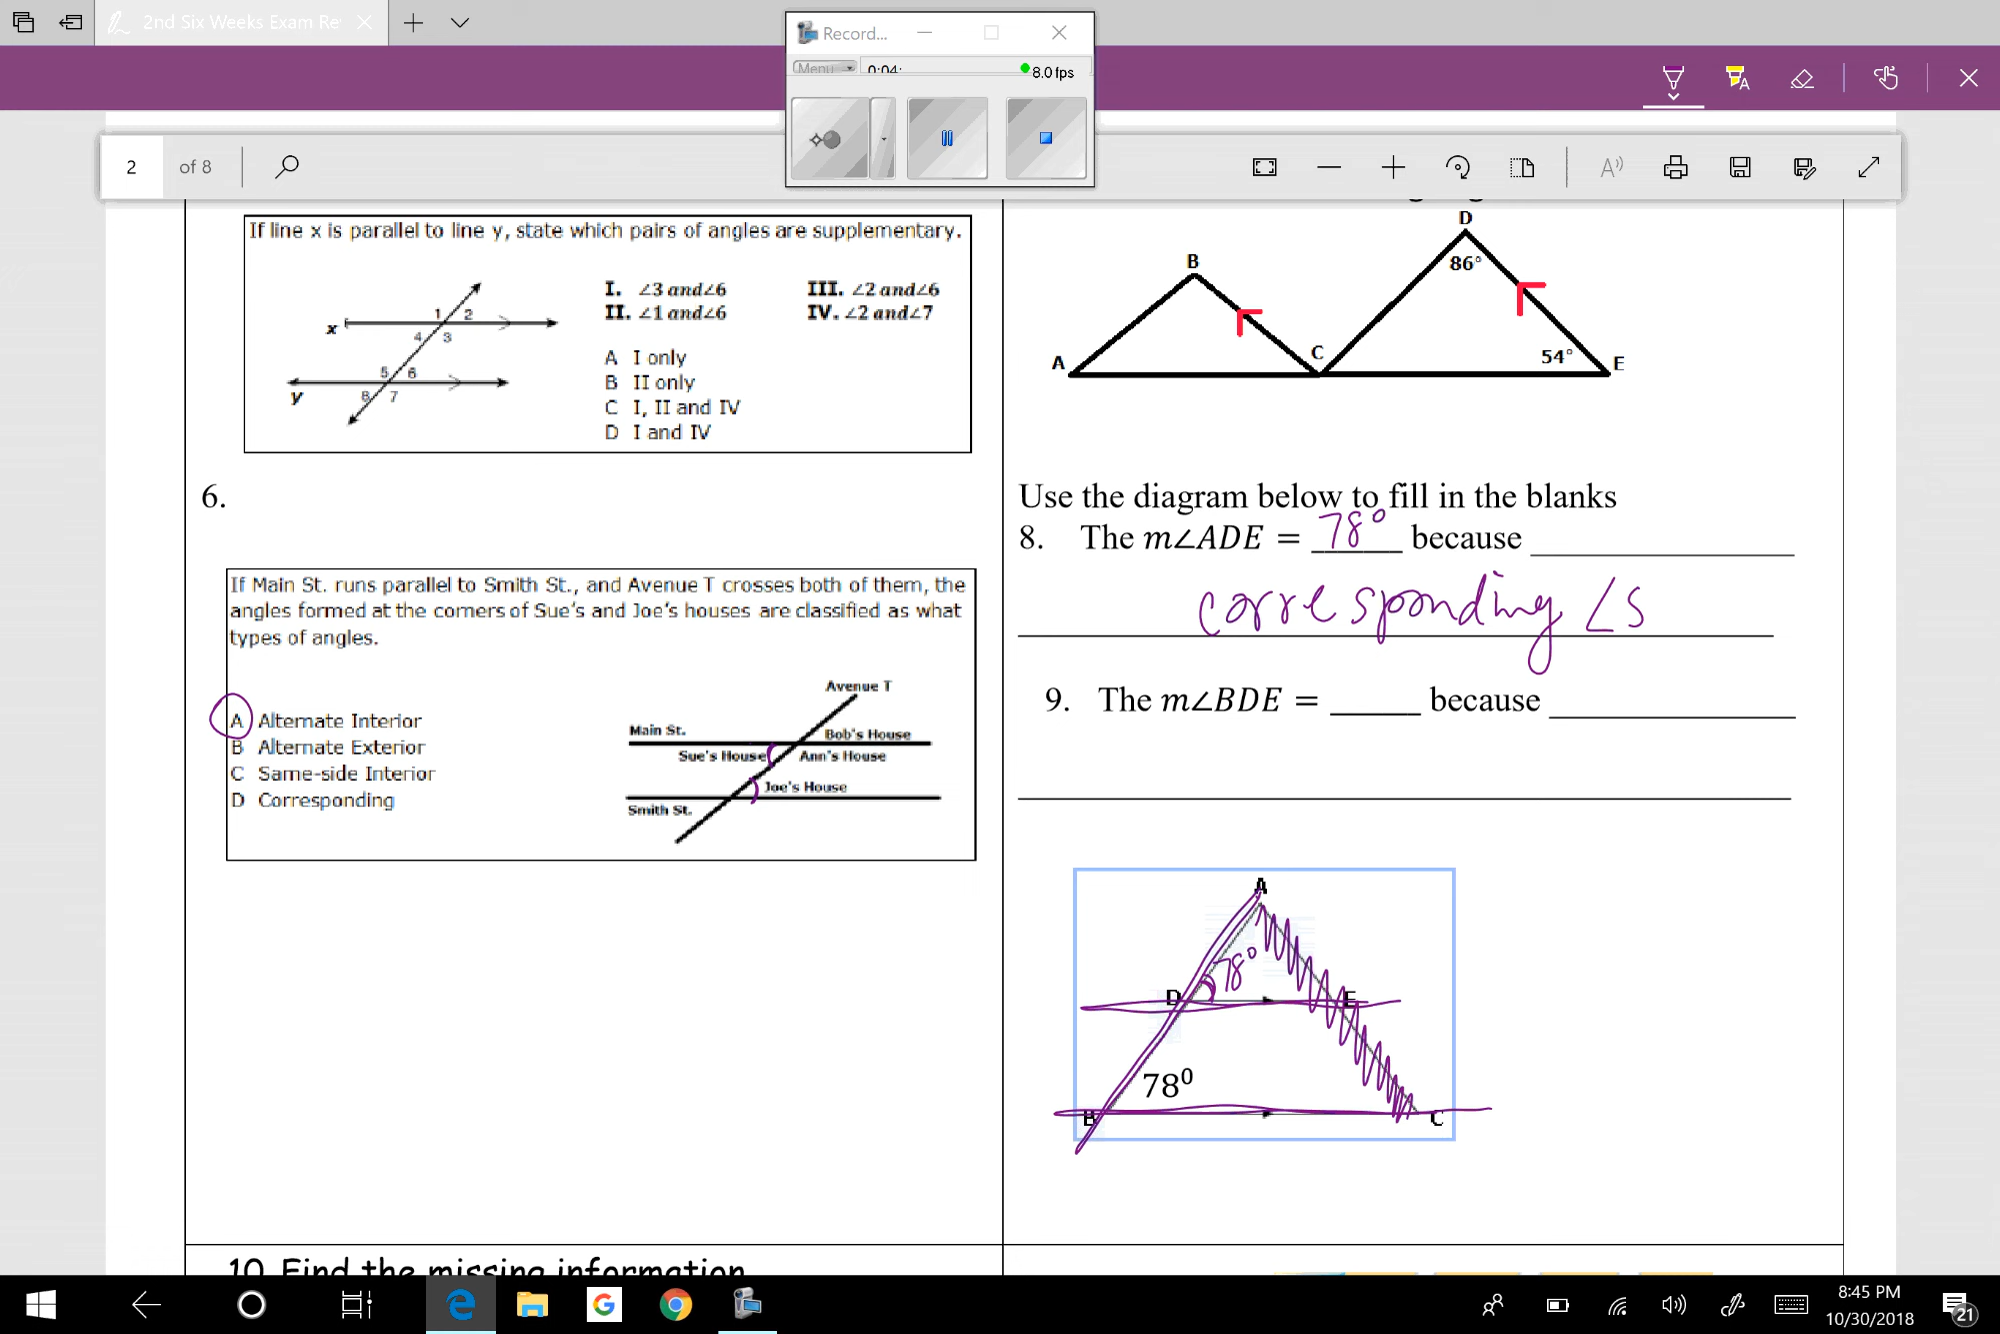 2nd Six Weeks Exam Re
Record...
Menu
0:04:
8.0 fps
2 of 8
If line x is parallel to line y, state which pairs of angles are supplementary.
I. ∠3 and∠6 III. ∠2 and∠6
II. ∠1 and∠6 IV. ∠2 and∠7
A I only
B II only
C I, II and IV
D I and IV
x
1 2
4 3
5 6
y
8 7
D
86°
B
A
C
54°
E
6.
If Main St. runs parallel to Smith St., and Avenue T crosses both of them, the
angles formed at the corners of Sue's and Joe's houses are classified as what
types of angles.
A Alternate Interior
B Alternate Exterior
C Same-side Interior
D Corresponding
Avenue T
Main St.
Bob's House
Sue's House
Ann's House
Joe's House
Smith St.
Use the diagram below to fill in the blanks
8. The m∠ADE = 78° because
corresponding ∠s
9. The m∠BDE = ______ because
A
78°
D
E
78⁰
B
C
10. Find the missing information
8:45 PM
10/30/2018
21